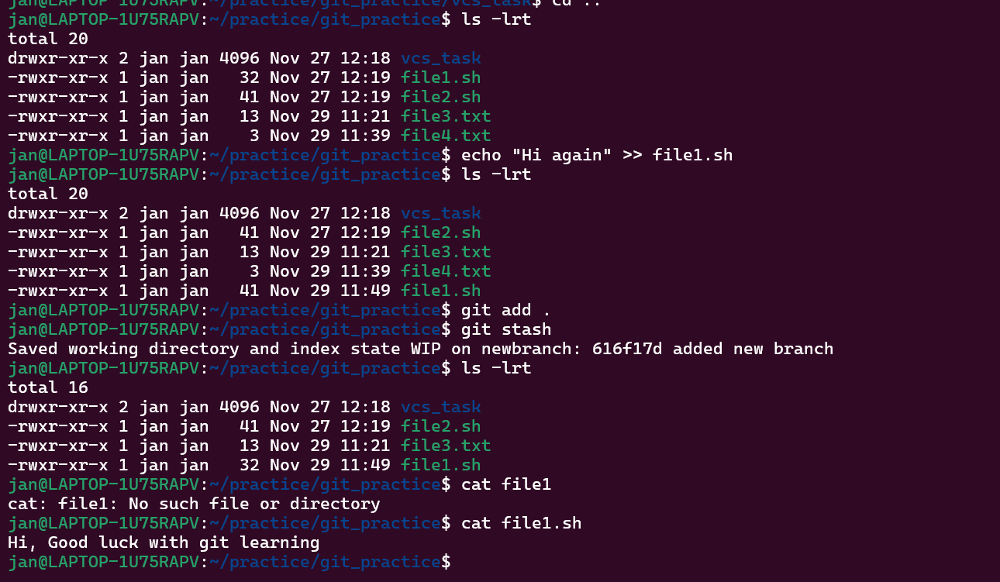 jan@LAPTOP-1U75RAPV:~/practice/git_practice/vcs_task$ cd ..
jan@LAPTOP-1U75RAPV:~/practice/git_practice$ ls -lrt
total 20
drwxr-xr-x 2 jan jan 4096 Nov 27 12:18 vcs_task
-rwxr-xr-x 1 jan jan   32 Nov 27 12:19 file1.sh
-rwxr-xr-x 1 jan jan   41 Nov 27 12:19 file2.sh
-rwxr-xr-x 1 jan jan   13 Nov 29 11:21 file3.txt
-rwxr-xr-x 1 jan jan    3 Nov 29 11:39 file4.txt
jan@LAPTOP-1U75RAPV:~/practice/git_practice$ echo "Hi again" >> file1.sh
jan@LAPTOP-1U75RAPV:~/practice/git_practice$ ls -lrt
total 20
drwxr-xr-x 2 jan jan 4096 Nov 27 12:18 vcs_task
-rwxr-xr-x 1 jan jan   41 Nov 27 12:19 file2.sh
-rwxr-xr-x 1 jan jan   13 Nov 29 11:21 file3.txt
-rwxr-xr-x 1 jan jan    3 Nov 29 11:39 file4.txt
-rwxr-xr-x 1 jan jan   41 Nov 29 11:49 file1.sh
jan@LAPTOP-1U75RAPV:~/practice/git_practice$ git add .
jan@LAPTOP-1U75RAPV:~/practice/git_practice$ git stash
Saved working directory and index state WIP on newbranch: 616f17d added new branch
jan@LAPTOP-1U75RAPV:~/practice/git_practice$ ls -lrt
total 16
drwxr-xr-x 2 jan jan 4096 Nov 27 12:18 vcs_task
-rwxr-xr-x 1 jan jan   41 Nov 27 12:19 file2.sh
-rwxr-xr-x 1 jan jan   13 Nov 29 11:21 file3.txt
-rwxr-xr-x 1 jan jan   32 Nov 29 11:49 file1.sh
jan@LAPTOP-1U75RAPV:~/practice/git_practice$ cat file1
cat: file1: No such file or directory
jan@LAPTOP-1U75RAPV:~/practice/git_practice$ cat file1.sh
Hi, Good luck with git learning
jan@LAPTOP-1U75RAPV:~/practice/git_practice$